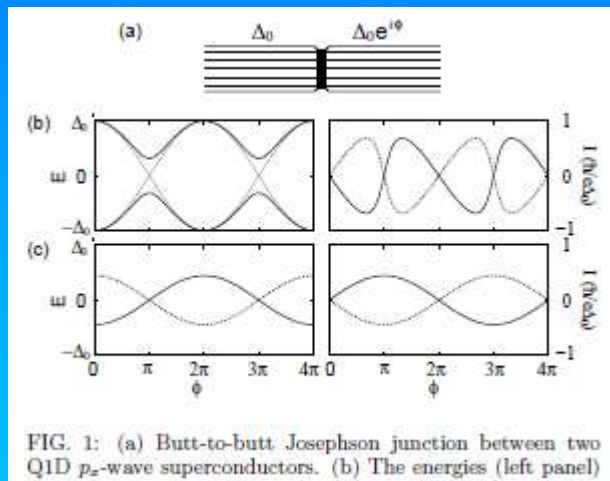 (a) Δ₀ Δ₀e^{iϕ}
(b) Δ₀ 1
E 0 0 I (ħ/eΔ₀)
−Δ₀ −1
(c) Δ₀ 1
E 0 0 I (ħ/eΔ₀)
−Δ₀ −1
0 π 2π 3π 4π 0 π 2π 3π 4π
ϕ ϕ
FIG. 1: (a) Butt-to-butt Josephson junction between two
Q1D pₓ-wave superconductors. (b) The energies (left panel)